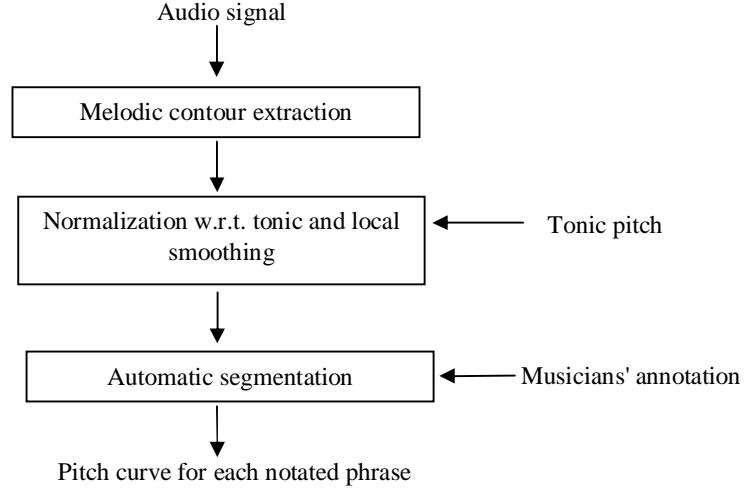 Audio signal
Melodic contour extraction
Normalization w.r.t. tonic and local
smoothing
Tonic pitch
Automatic segmentation
Musicians' annotation
Pitch curve for each notated phrase